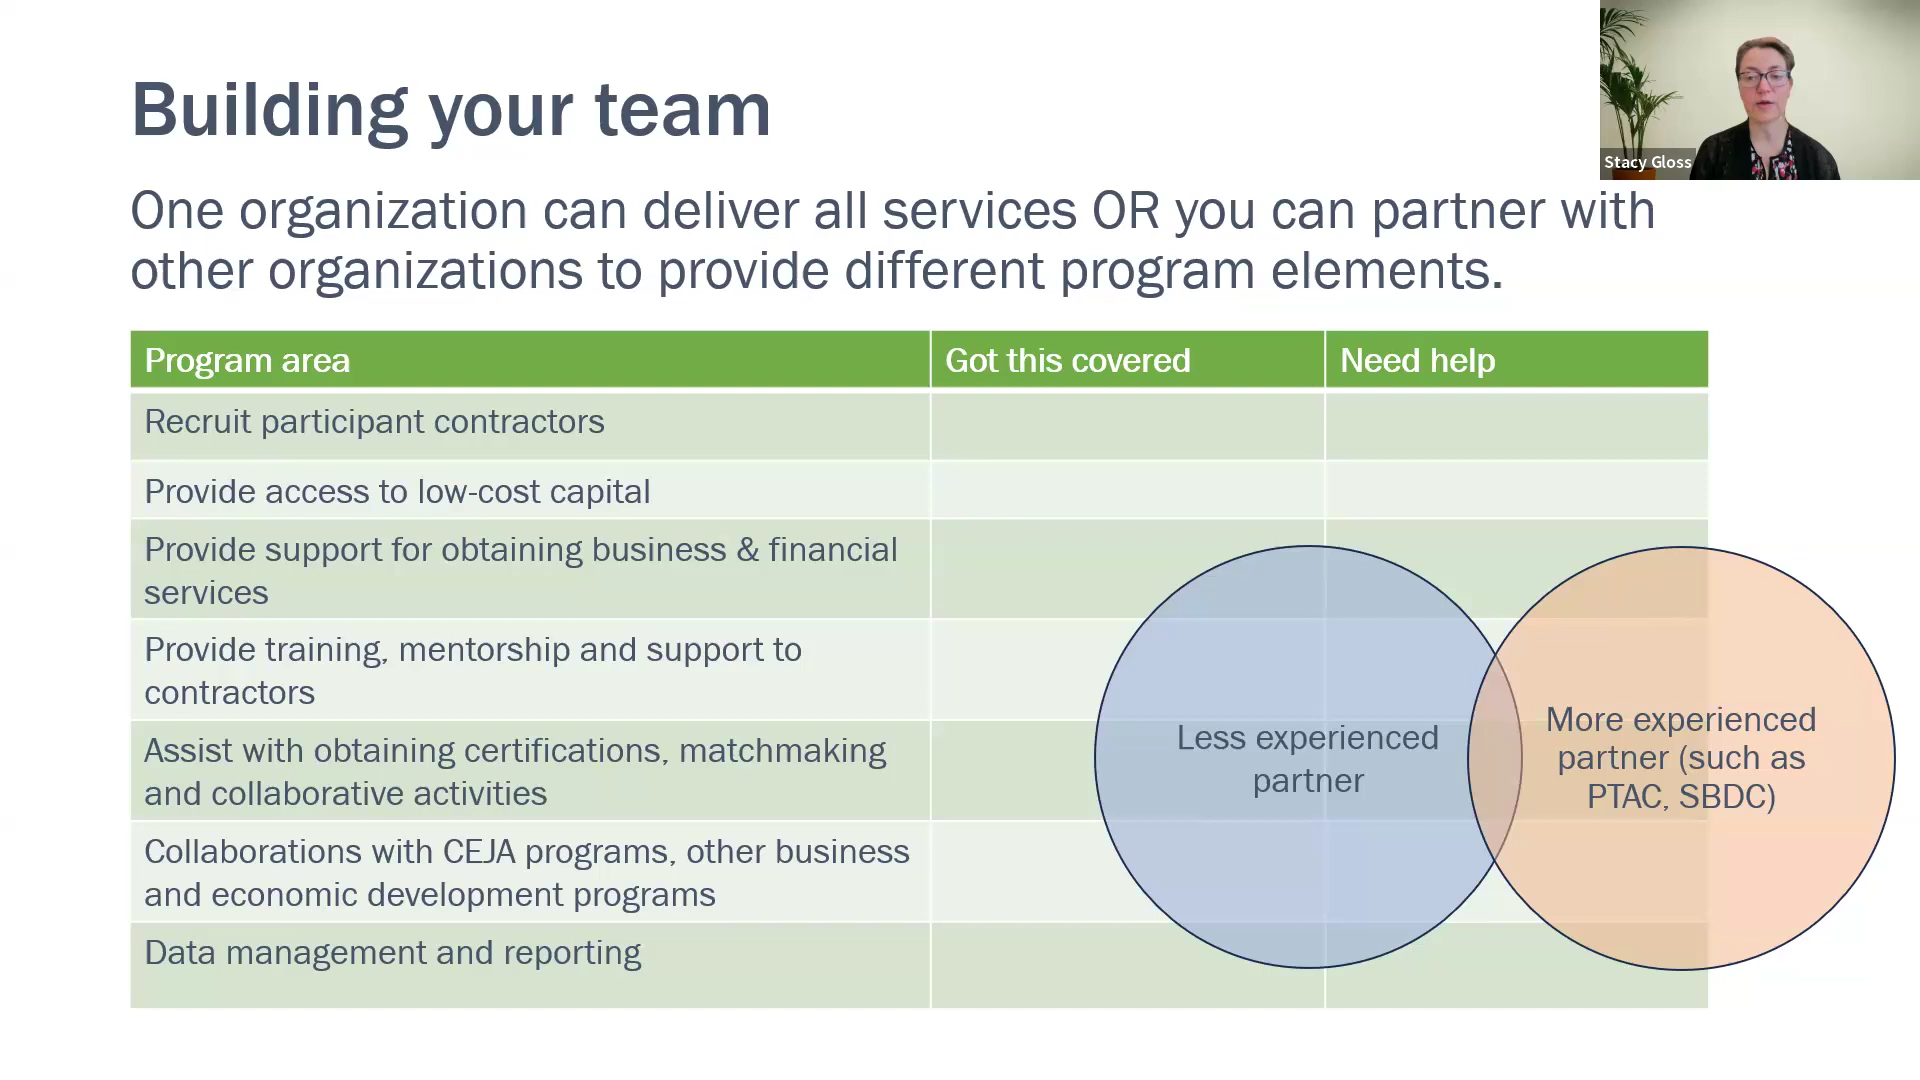 Building your team
Stacy Gloss
One organization can deliver all services OR you can partner with
other organizations to provide different program elements.
Program area
Got this covered
Need help
Recruit participant contractors
Provide access to low-cost capital
Provide support for obtaining business & financial
services
Provide training, mentorship and support to
contractors
Assist with obtaining certifications, matchmaking
and collaborative activities
Collaborations with CEJA programs, other business
and economic development programs
Data management and reporting
Less experienced
partner
More experienced
partner (such as
PTAC, SBDC)